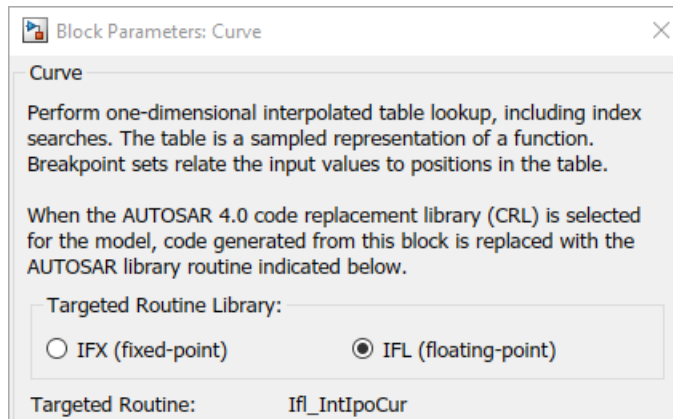 Block Parameters: Curve
Curve
Perform one-dimensional interpolated table lookup, including index
searches. The table is a sampled representation of a function.
Breakpoint sets relate the input values to positions in the table.
When the AUTOSAR 4.0 code replacement library (CRL) is selected
for the model, code generated from this block is replaced with the
AUTOSAR library routine indicated below.
Targeted Routine Library:
IFX (fixed-point) IFL (floating-point)
Targeted Routine: Ifl_IntIpoCur